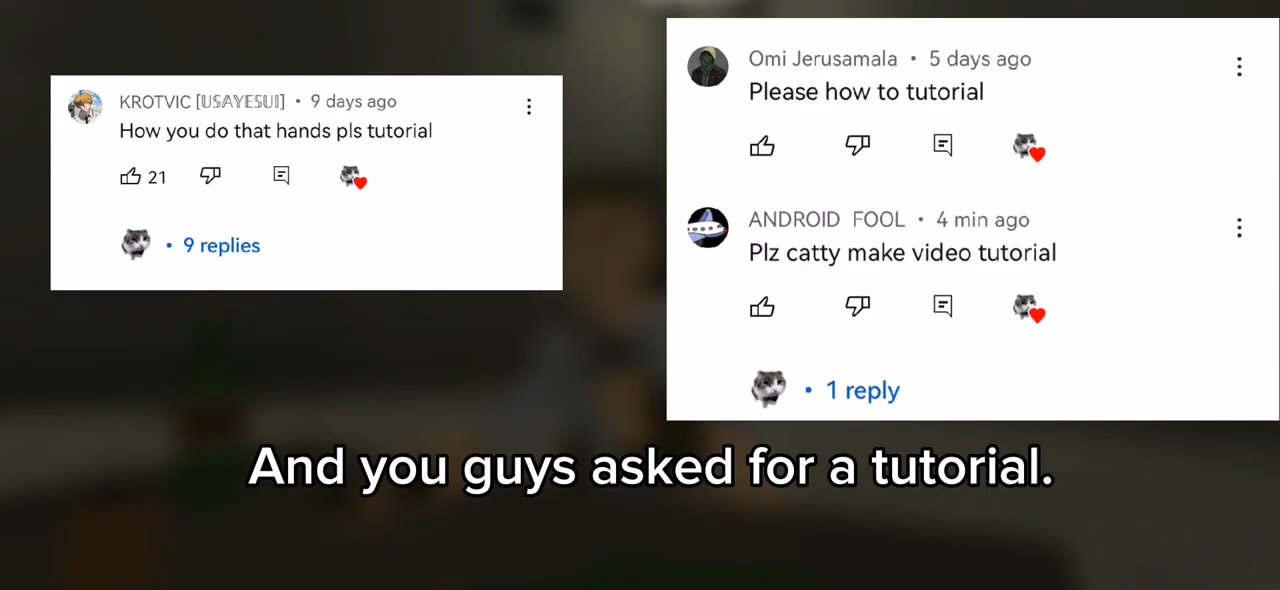 KROTVIC [𝕌𝕊𝔸𝕐𝔼𝕊𝕌𝕀] • 9 days ago
How you do that hands pls tutorial
21
• 9 replies
Omi Jerusamala • 5 days ago
Please how to tutorial
ANDROID FOOL • 4 min ago
Plz catty make video tutorial
• 1 reply
And you guys asked for a tutorial.